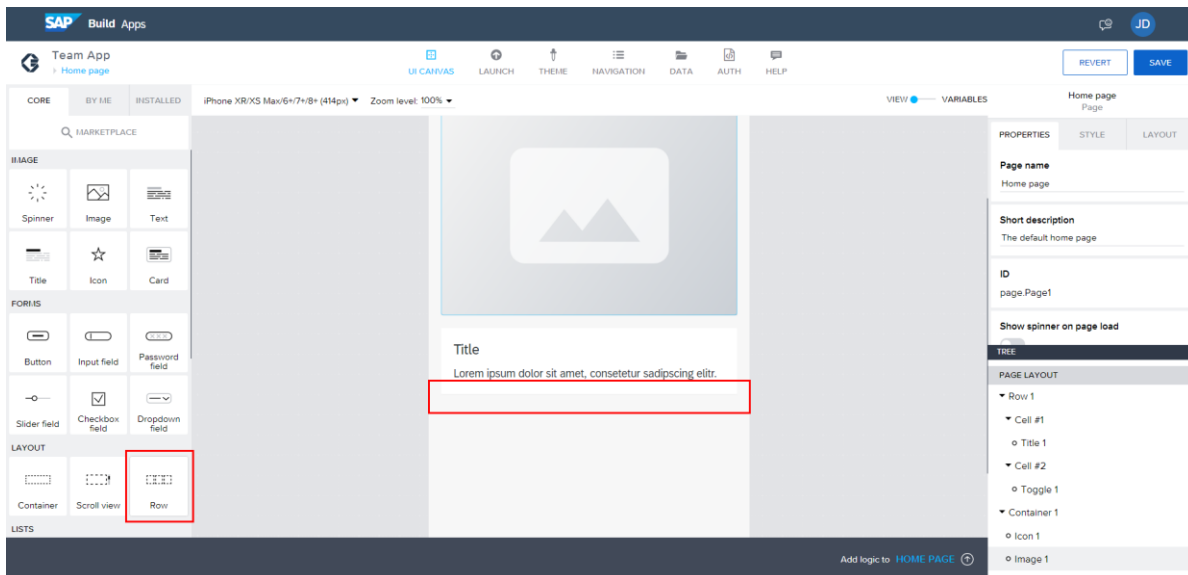 SAP Build Apps
JD
Team App
Home page
UI CANVAS LAUNCH THEME NAVIGATION DATA AUTH HELP
REVERT SAVE
CORE BY ME INSTALLED
iPhone XR/XS Max/6+/7+/8+ (414px) Zoom level: 100%
VIEW VARIABLES
Home page
Page
MARKETPLACE
PROPERTIES STYLE LAYOUT
IMAGE
Spinner Image Text
Title Icon Card
FORMS
Button Input field Password field
Slider field Checkbox field Dropdown field
LAYOUT
Container Scroll view Row
LISTS
Title
Lorem ipsum dolor sit amet, consetetur sadipscing elitr.
Page name
Home page
Short description
The default home page
ID
page.Page1
Show spinner on page load
TREE
PAGE LAYOUT
Row 1
Cell #1
Title 1
Cell #2
Toggle 1
Container 1
Icon 1
Image 1
Add logic to HOME PAGE